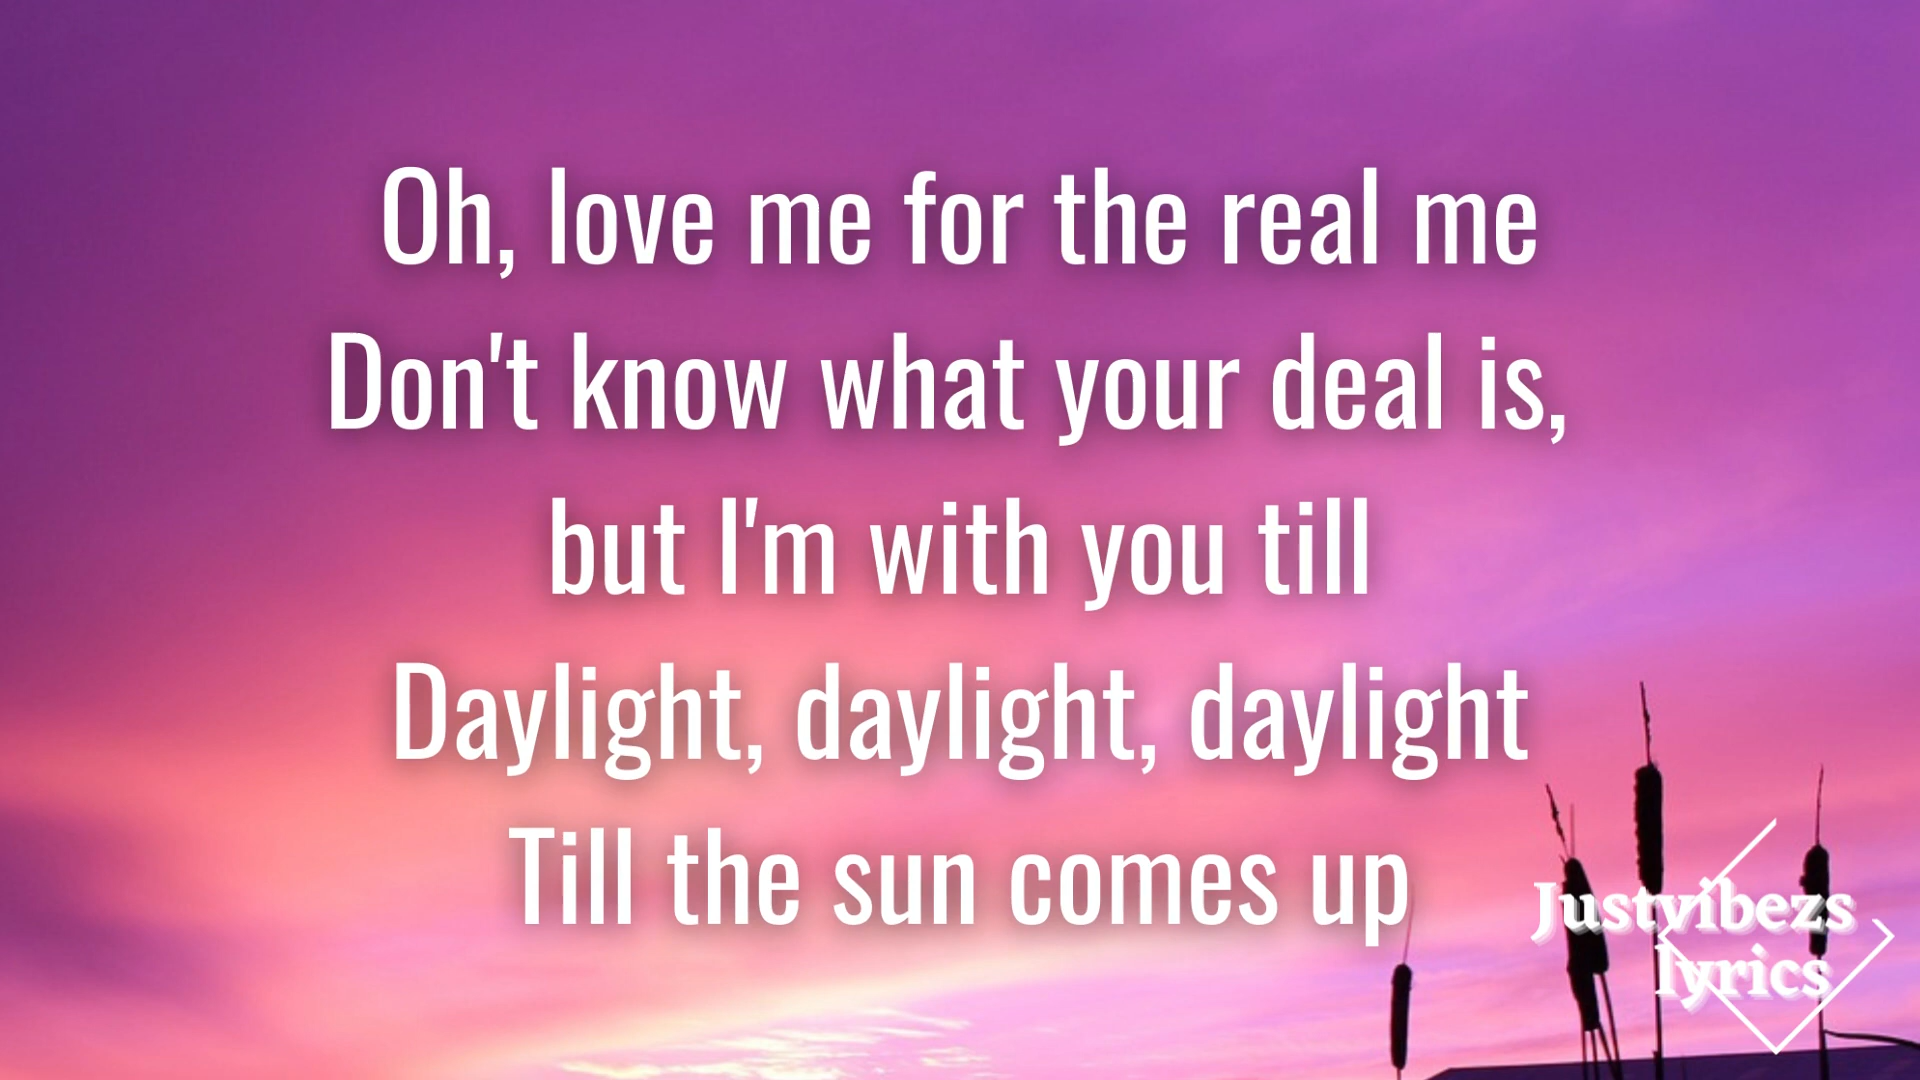 Oh, love me for the real me
Don't know what your deal is,
but I'm with you till
Daylight, daylight, daylight
Till the sun comes up
Justvibezs
lyrics